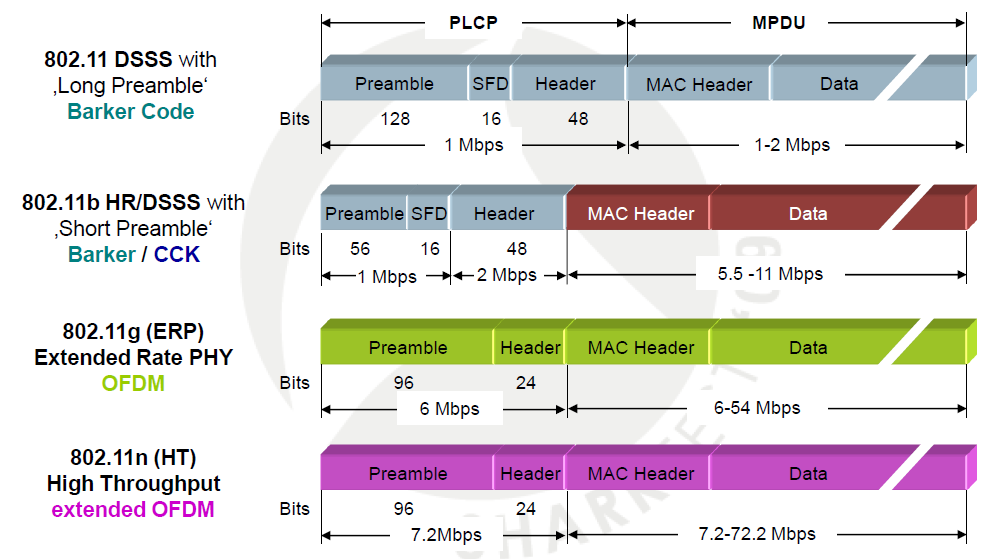 PLCP MPDU
802.11 DSSS with
‚Long Preamble‘
Barker Code
Preamble SFD Header MAC Header Data
Bits 128 16 48
1 Mbps 1-2 Mbps
802.11b HR/DSSS with
‚Short Preamble‘
Barker / CCK
Preamble SFD Header MAC Header Data
Bits 56 16 48
1 Mbps 2 Mbps 5.5 -11 Mbps
802.11g (ERP)
Extended Rate PHY
OFDM
Preamble Header MAC Header Data
Bits 96 24
6 Mbps 6-54 Mbps
802.11n (HT)
High Throughput
extended OFDM
Preamble Header MAC Header Data
Bits 96 24
7.2Mbps 7.2-72.2 Mbps